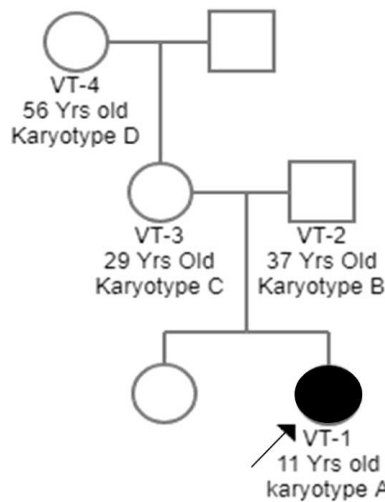 VT-4
56 Yrs old
Karyotype D
VT-3
29 Yrs Old
Karyotype C
VT-2
37 Yrs Old
Karyotype B
VT-1
11 Yrs old
karyotype A